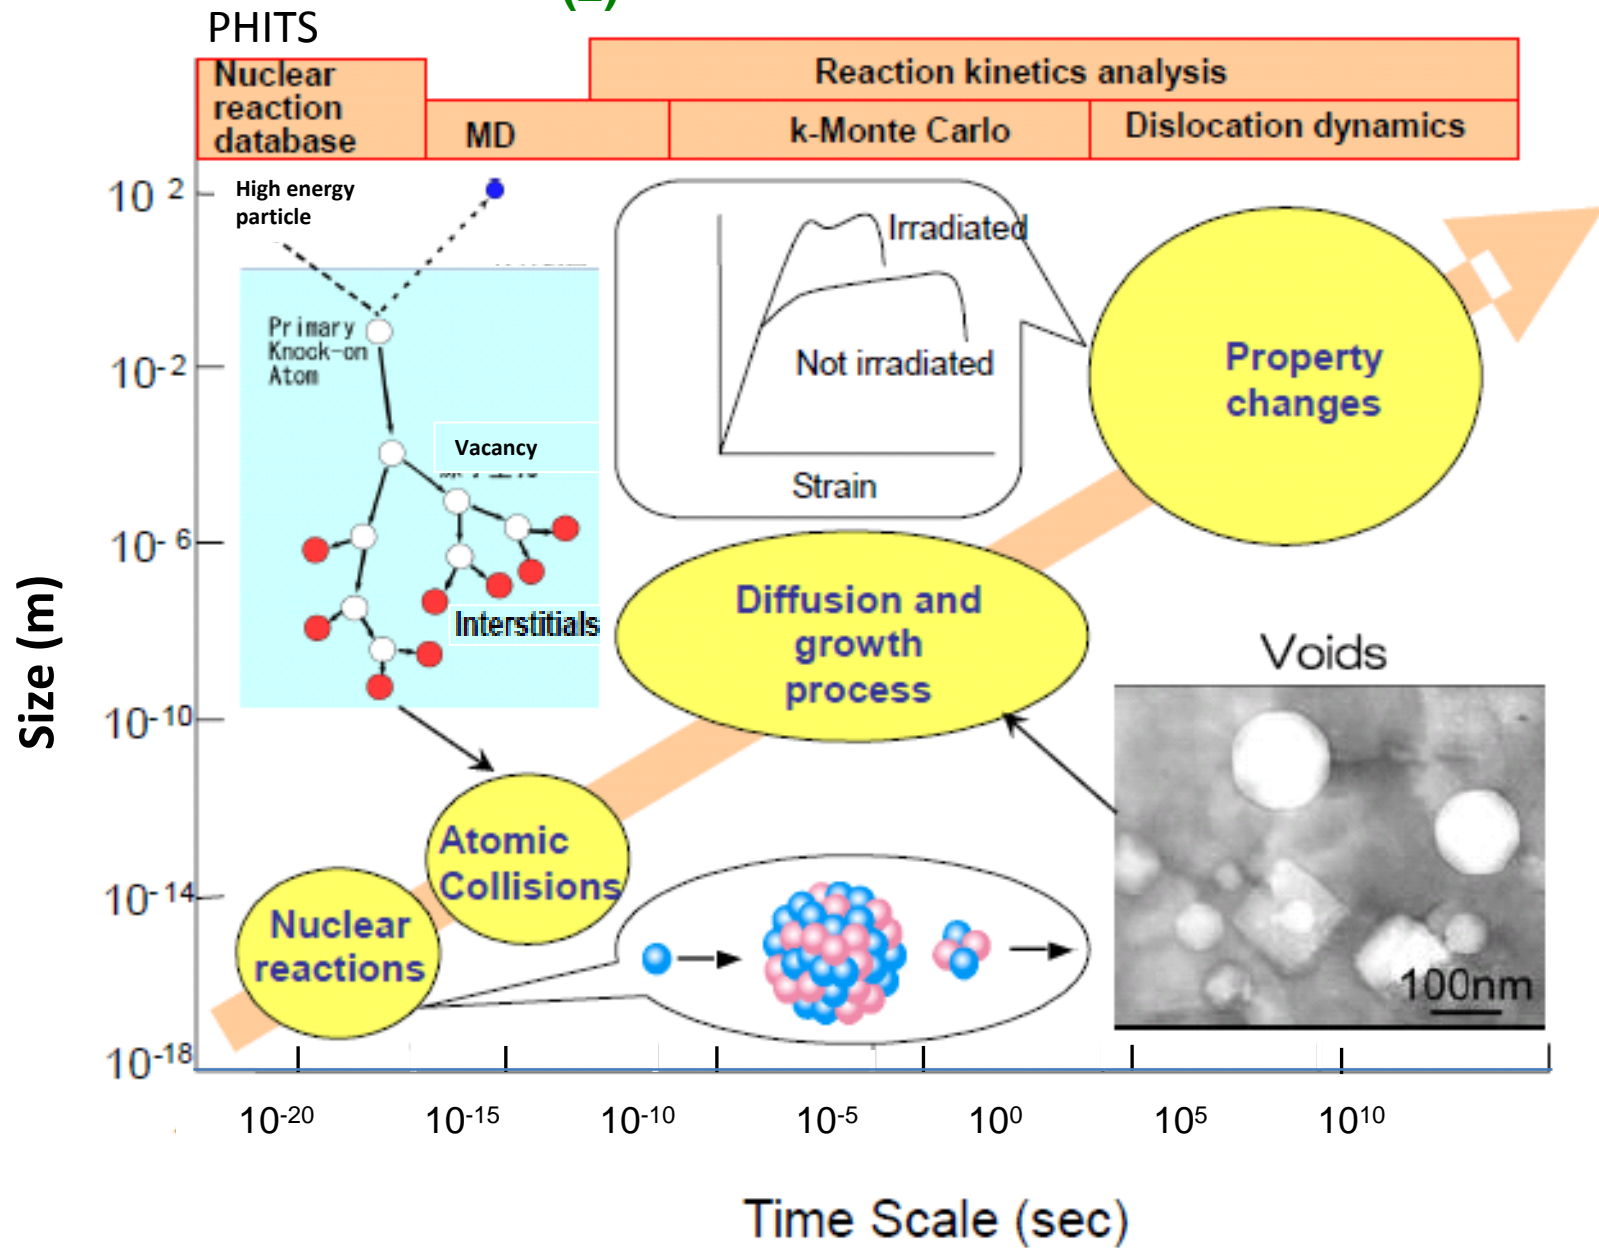 PHITS
Nuclear
reaction
database
MD
Reaction kinetics analysis
k-Monte Carlo
Dislocation dynamics
10 2
10-2
10-6
10-10
10-14
10-18
Size (m)
High energy
particle
Primary
Knock-on
Atom
Vacancy
Interstitials
Irradiated
Not irradiated
Strain
Property
changes
Diffusion and
growth
process
Atomic
Collisions
Nuclear
reactions
Voids
100nm
10-20
10-15
10-10
10-5
100
105
1010
Time Scale (sec)